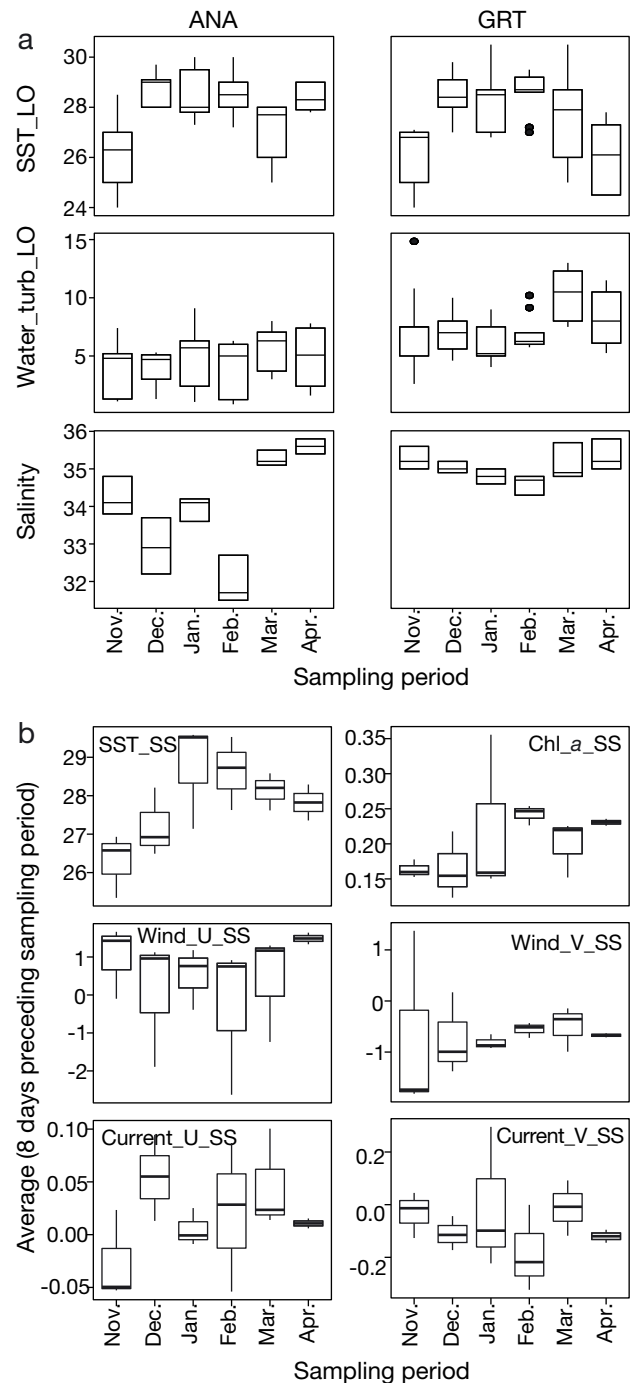 a
ANA GRT
SST_LO
30
28
26
24
Water_turb_LO
15
10
5
Salinity
36
35
34
33
32
Nov. Dec. Jan. Feb. Mar. Apr. Nov. Dec. Jan. Feb. Mar. Apr.
Sampling period
b
Average (8 days preceding sampling period)
SST_SS
29
28
27
26
Chl_a_SS
0.35
0.30
0.25
0.20
0.15
Wind_U_SS
1
0
-1
-2
Wind_V_SS
1
0
-1
Current_U_SS
0.10
0.05
0.00
-0.05
Current_V_SS
0.2
0.0
-0.2
Nov. Dec. Jan. Feb. Mar. Apr. Nov. Dec. Jan. Feb. Mar. Apr.
Sampling period